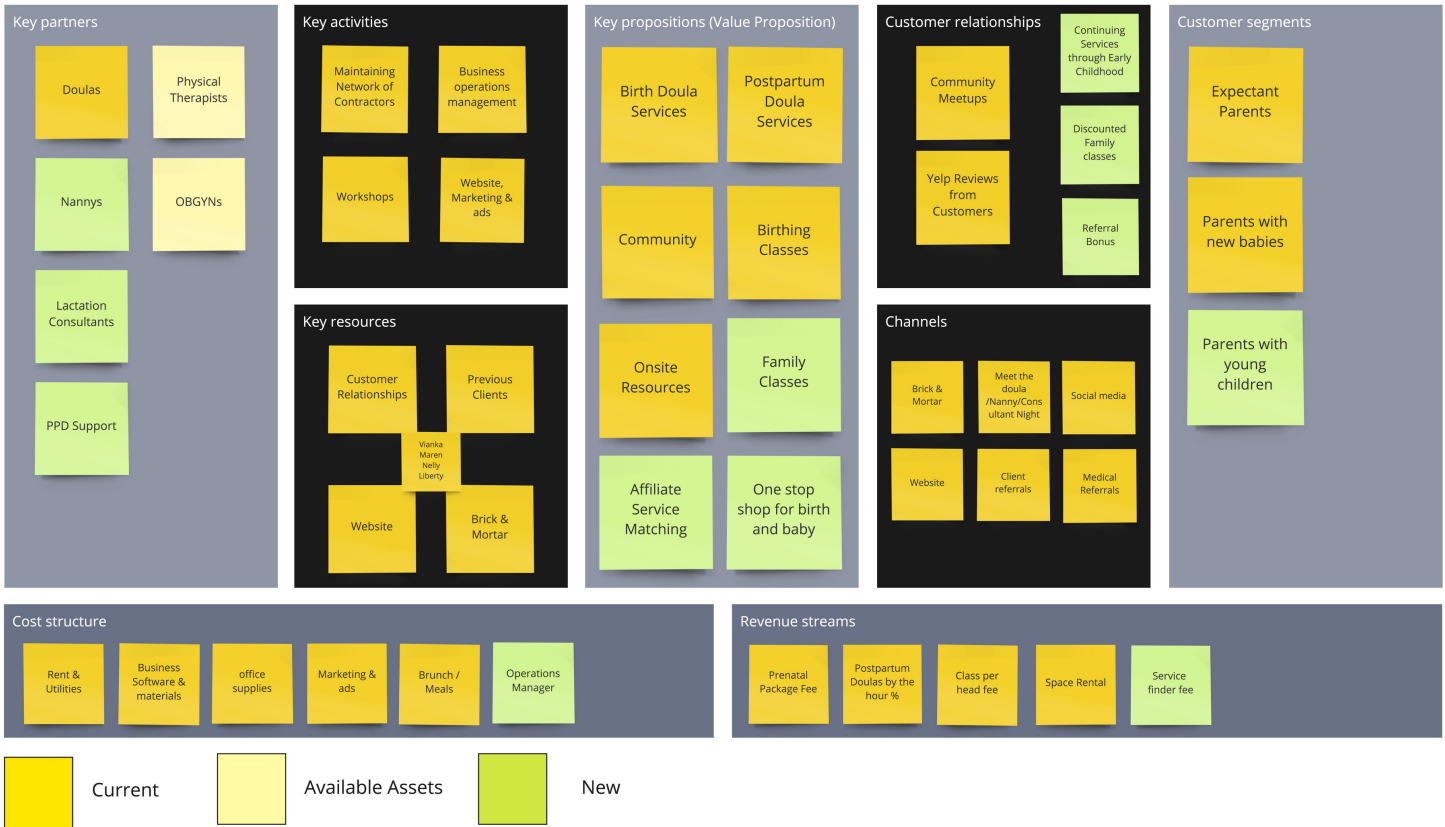 Key partners
Doulas
Physical
Therapists
Nannys
OBGYNs
Lactation
Consultants
PPD Support
Key activities
Maintaining
Network of
Contractors
Business
operations
management
Workshops
Website,
Marketing &
ads
Key resources
Customer
Relationships
Previous
Clients
Vianka
Maren
Nelly
Liberty
Website
Brick &
Mortar
Key propositions (Value Proposition)
Birth Doula
Services
Postpartum
Doula
Services
Community
Birthing
Classes
Onsite
Resources
Family
Classes
Affiliate
Service
Matching
One stop
shop for birth
and baby
Customer relationships
Community
Meetups
Yelp Reviews
from
Customers
Continuing
Services
through Early
Childhood
Discounted
Family
classes
Referral
Bonus
Channels
Brick &
Mortar
Meet the
doula
/Nanny/Cons
ultant Night
Social media
Website
Client
referrals
Medical
Referrals
Customer segments
Expectant
Parents
Parents with
new babies
Parents with
young
children
Cost structure
Rent &
Utilities
Business
Software &
materials
office
supplies
Marketing &
ads
Brunch /
Meals
Operations
Manager
Revenue streams
Prenatal
Package Fee
Postpartum
Doulas by the
hour %
Class per
head fee
Space Rental
Service
finder fee
Current
Available Assets
New